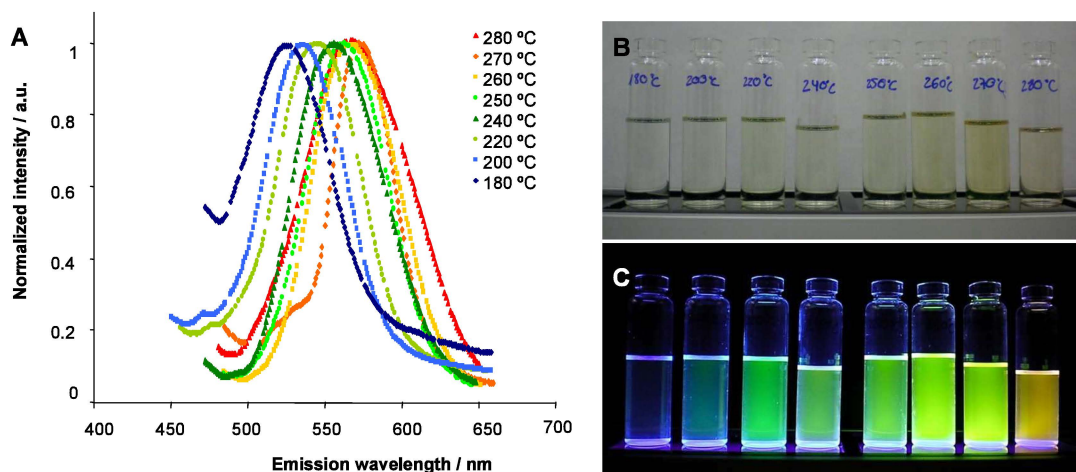 A
Normalized intensity / a.u.
1
0.8
0.6
0.4
0.2
0
400 450 500 550 600 650 700
Emission wavelength / nm
280 ºC
270 ºC
260 ºC
250 ºC
240 ºC
220 ºC
200 ºC
180 ºC
B
180°C 200°C 220°C 240°C 250°C 260°C 270°C 280°C
C